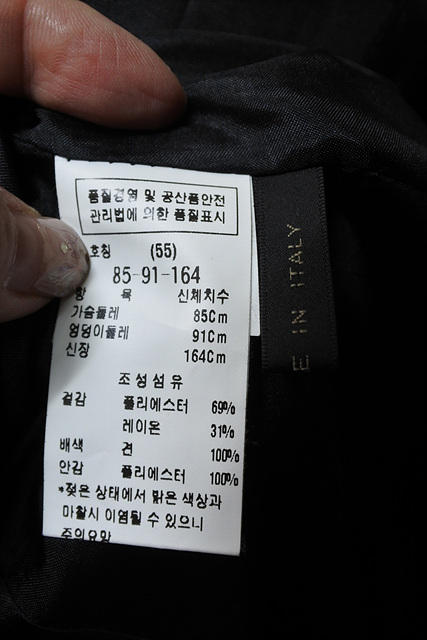 품질경영 및 공산품안전
관리법에 의한 품질표시
호칭 (55)
85-91-164
항 목 신체치수
가슴둘레 85Cm
엉덩이둘레 91Cm
신장 164Cm
조성섬유
겉감 폴리에스터 69%
레이온 31%
배색 견 100%
안감 폴리에스터 100%
*젖은 상태에서 밝은 색상과
마찰시 이염될 수 있으니
주의요망
E IN ITALY